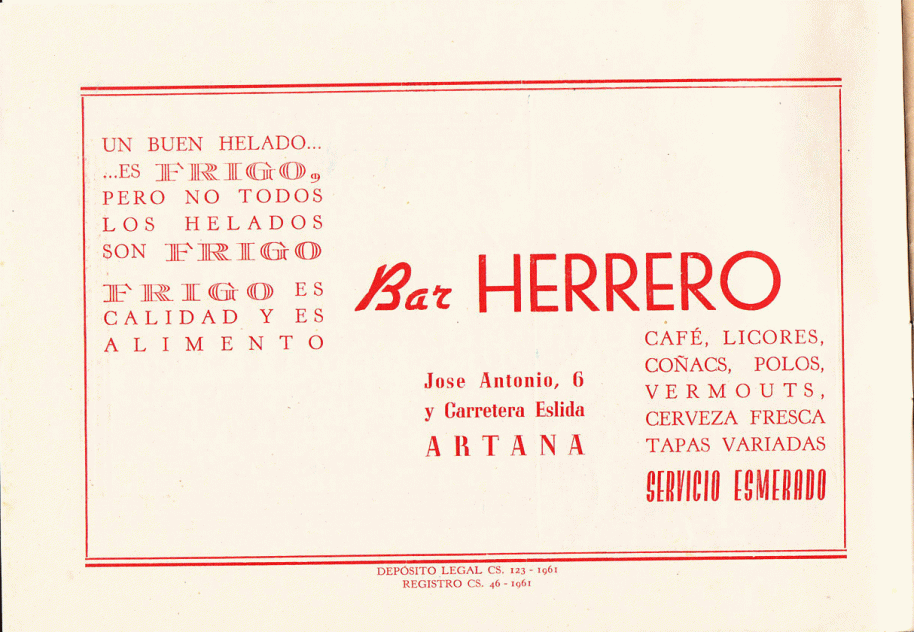 UN BUEN HELADO...
...ES FRIGO,
PERO NO TODOS
LOS HELADOS
SON FRIGO
FRIGO ES
CALIDAD Y ES
ALIMENTO
Bar HERRERO
Jose Antonio, 6
y Carretera Eslida
ARTANA
CAFÉ, LICORES,
COÑACS, POLOS,
VERMOUTS,
CERVEZA FRESCA
TAPAS VARIADAS
SERVICIO ESMERADO
DEPÓSITO LEGAL CS. 123 - 1961
REGISTRO CS. 46 - 1961